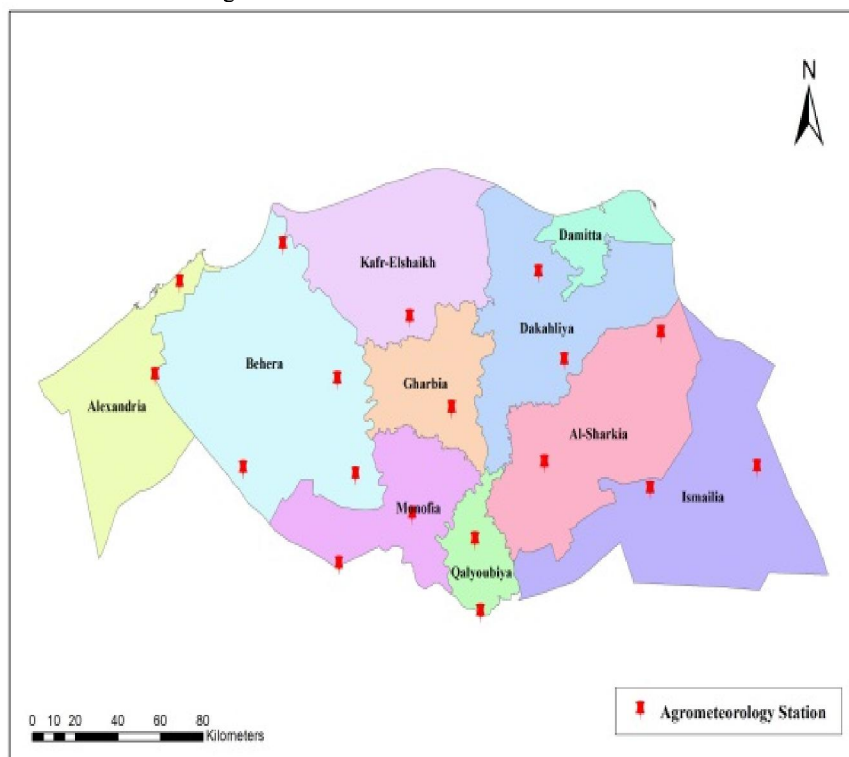 N
Damitta
Kafr-Elshaikh
Dakahliya
Behera
Gharbia
Alexandria
Al-Sharkia
Ismailia
Monofia
Qalyoubiya
0 10 20 40 60 80
Kilometers
Agrometeorology Station